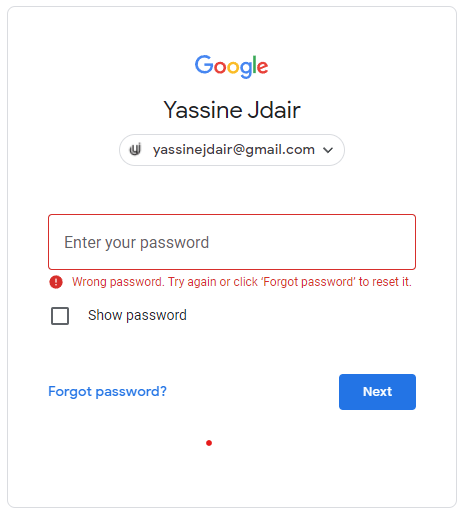 Google
Yassine Jdair
yassinejdair@gmail.com
Enter your password
Wrong password. Try again or click 'Forgot password' to reset it.
Show password
Forgot password?
Next